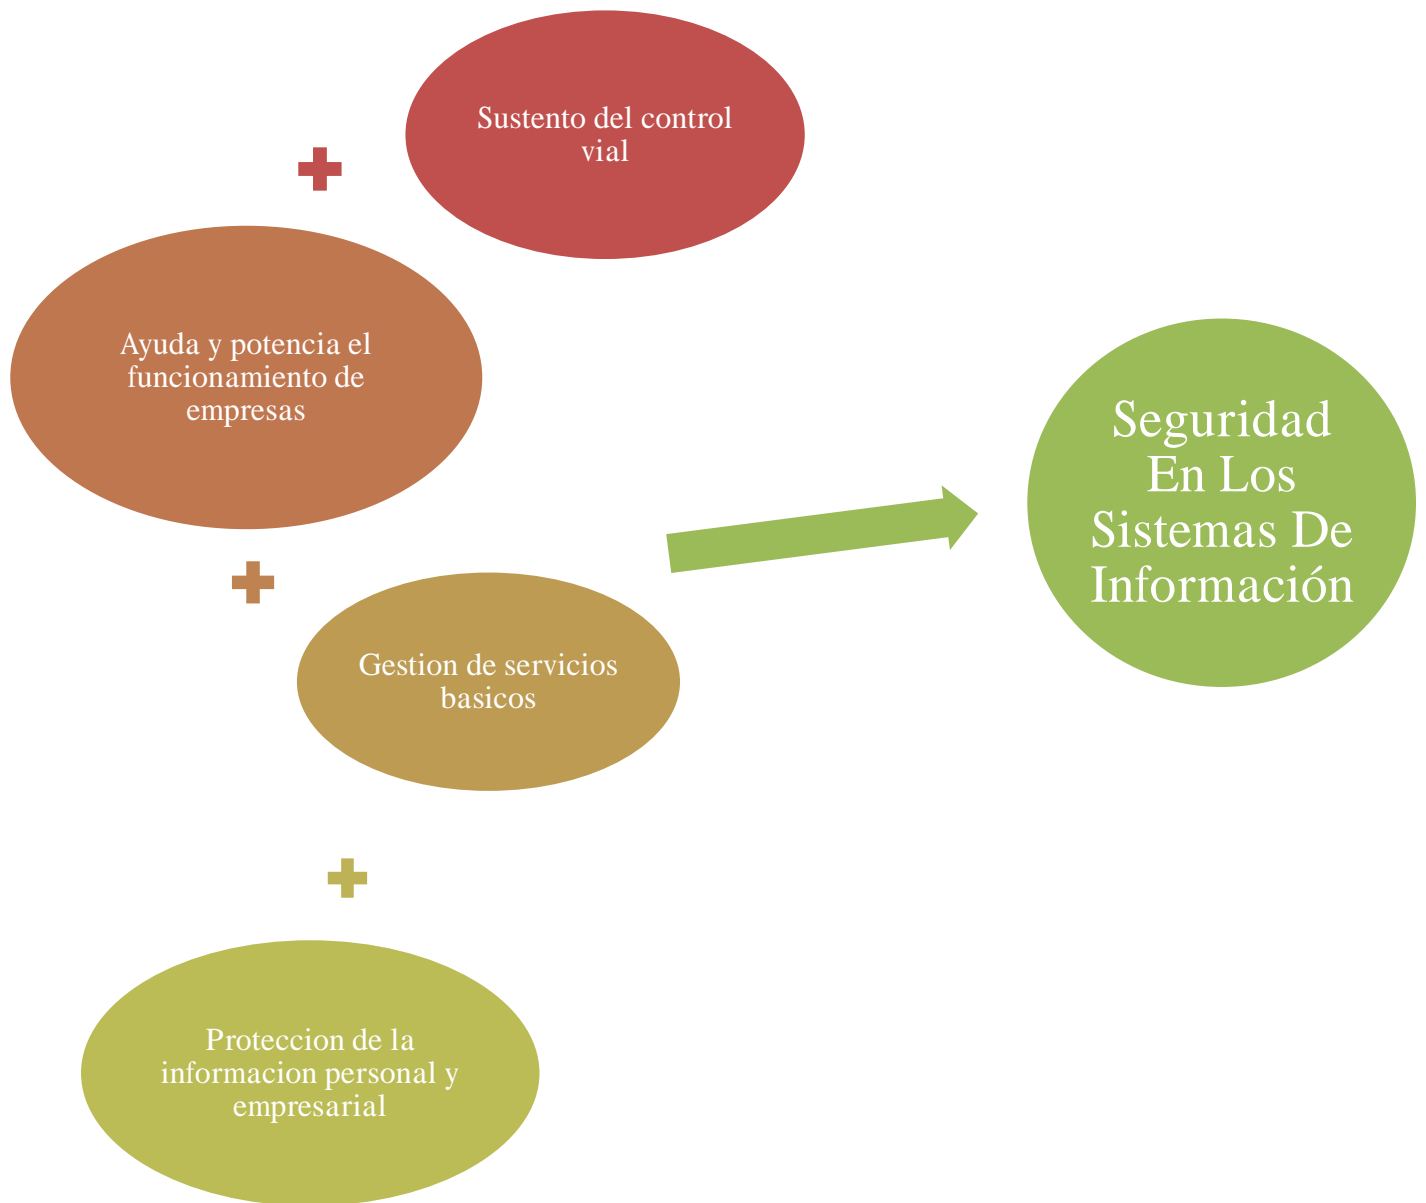 Sustento del control
vial
Ayuda y potencia el
funcionamiento de
empresas
Gestion de servicios
basicos
Proteccion de la
informacion personal y
empresarial
Seguridad
En Los
Sistemas De
Información